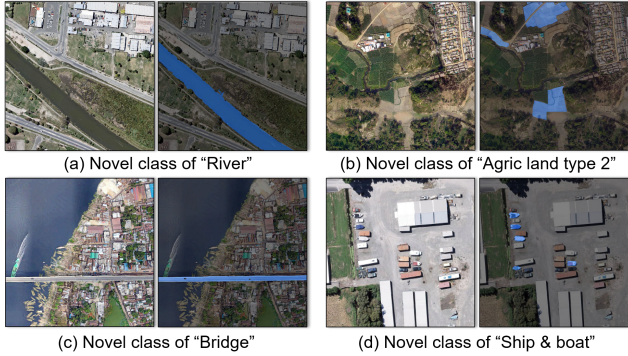 (a) Novel class of “River”
(b) Novel class of “Agric land type 2”
(c) Novel class of “Bridge”
(d) Novel class of “Ship & boat”